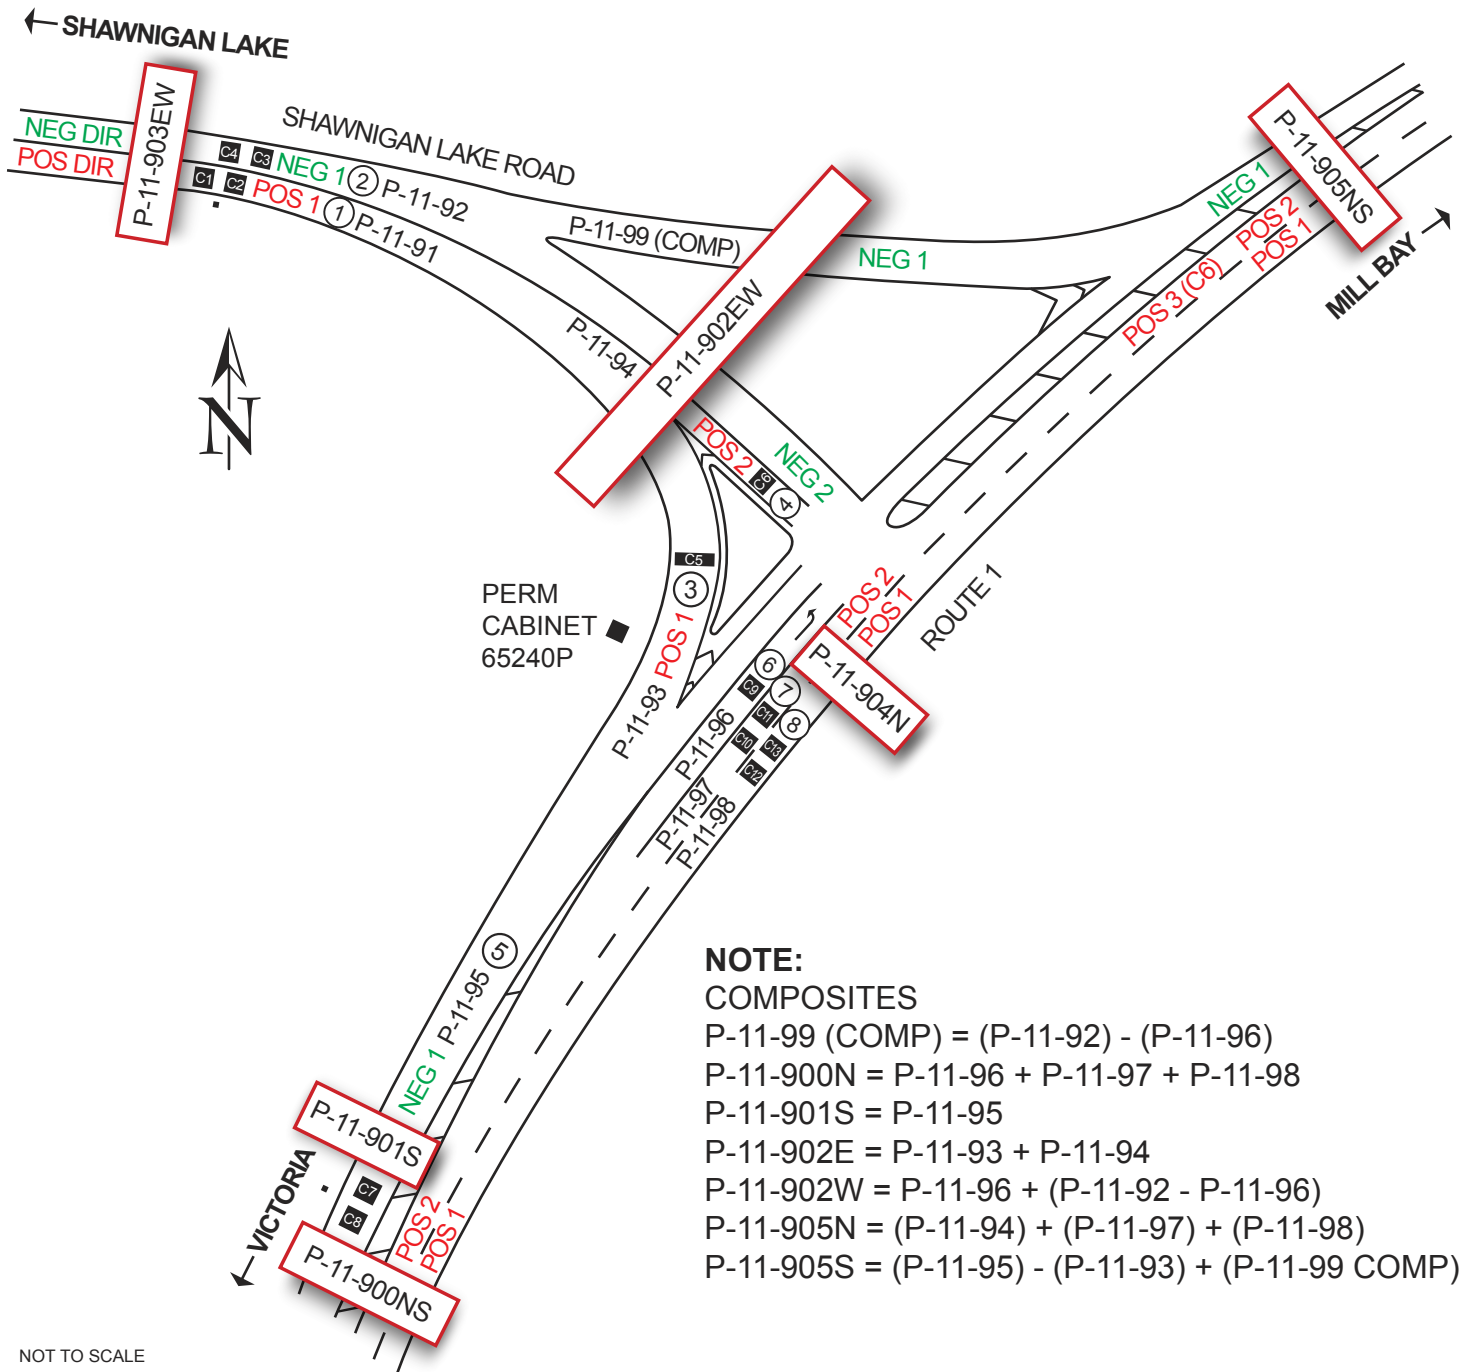 SHAWNIGAN LAKE
P-11-903EW
NEG DIR
POS DIR
SHAWNIGAN LAKE ROAD
C4
C3
NEG 1
2
P-11-92
C1
C2
POS 1
1
P-11-91
P-11-99 (COMP)
NEG 1
NEG 1
P-11-905NS
POS 2
POS 1
POS 3 (C6)
MILL BAY
P-11-94
P-11-902EW
N
POS 2
NEG 2
C6
4
C5
3
PERM
CABINET
65240P
POS 1
P-11-93
POS 2
POS 1
ROUTE 1
P-11-904N
6
7
8
C9
C11
C10
C13
C12
P-11-96
P-11-97
P-11-98
5
P-11-95
NEG 1
P-11-901S
VICTORIA
C7
C8
POS 2
POS 1
P-11-900NS
NOTE:
COMPOSITES
P-11-99 (COMP) = (P-11-92) - (P-11-96)
P-11-900N = P-11-96 + P-11-97 + P-11-98
P-11-901S = P-11-95
P-11-902E = P-11-93 + P-11-94
P-11-902W = P-11-96 + (P-11-92 - P-11-96)
P-11-905N = (P-11-94) + (P-11-97) + (P-11-98)
P-11-905S = (P-11-95) - (P-11-93) + (P-11-99 COMP)
NOT TO SCALE